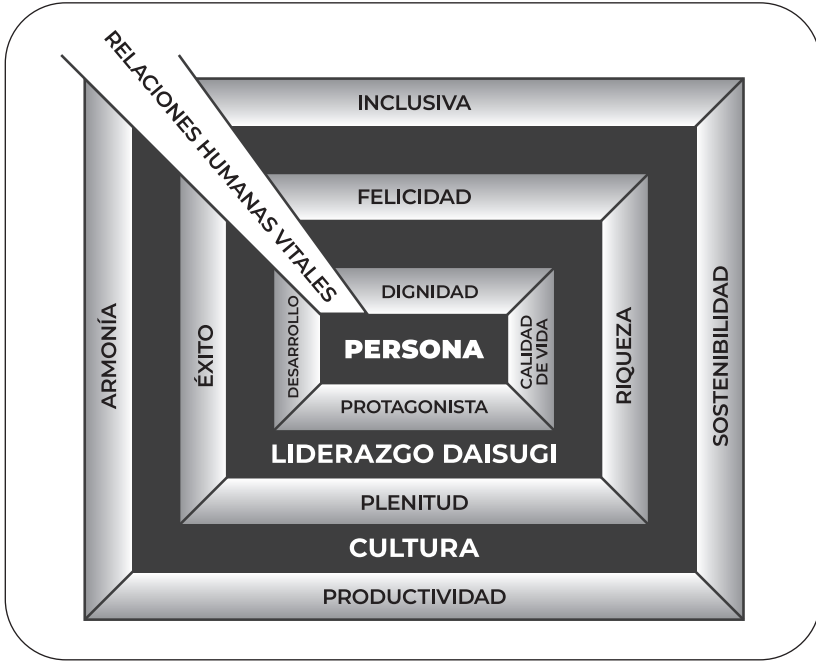 RELACIONES HUMANAS VITALES
INCLUSIVA
FELICIDAD
DIGNIDAD
ARMONÍA
ÉXITO
DESARROLLO
PERSONA
CALIDAD
DE VIDA
RIQUEZA
SOSTENIBILIDAD
PROTAGONISTA
LIDERAZGO DAISUGI
PLENITUD
CULTURA
PRODUCTIVIDAD